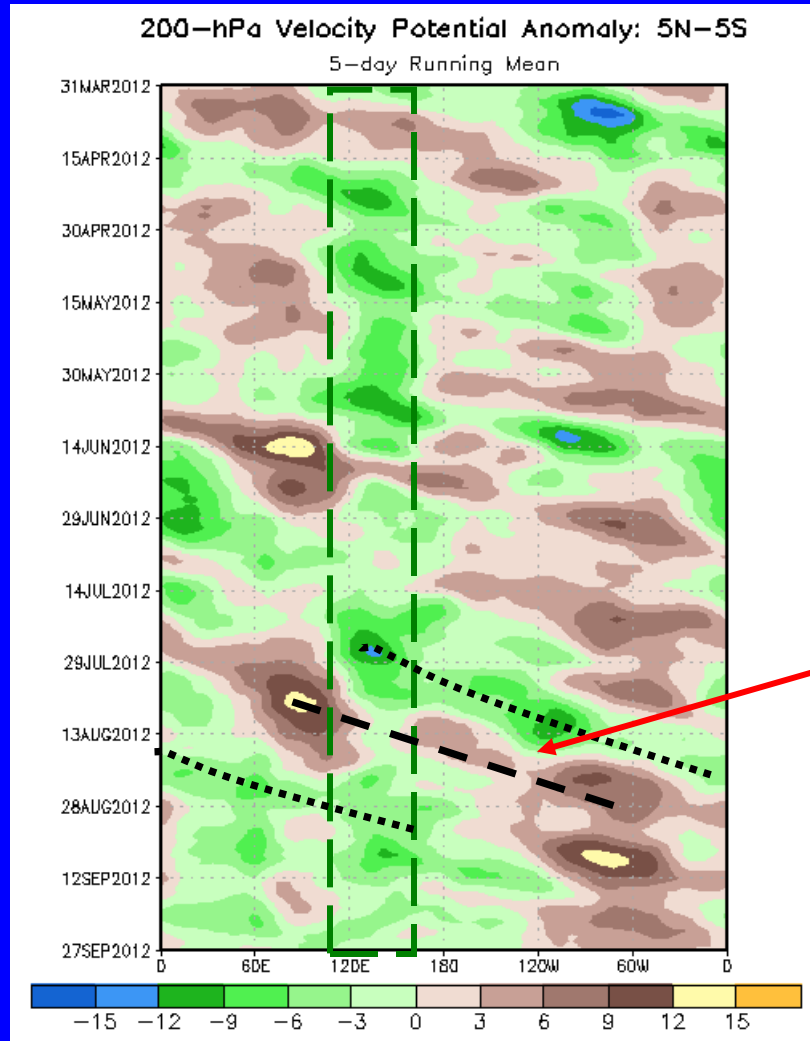 200-hPa Velocity Potential Anomaly: 5N-5S
5-day Running Mean
31MAR2012
15APR2012
30APR2012
15MAY2012
30MAY2012
14JUN2012
29JUN2012
14JUL2012
29JUL2012
13AUG2012
28AUG2012
12SEP2012
27SEP2012
0 60E 120E 180 120W 60W 0
-15 -12 -9 -6 -3 0 3 6 9 12 15